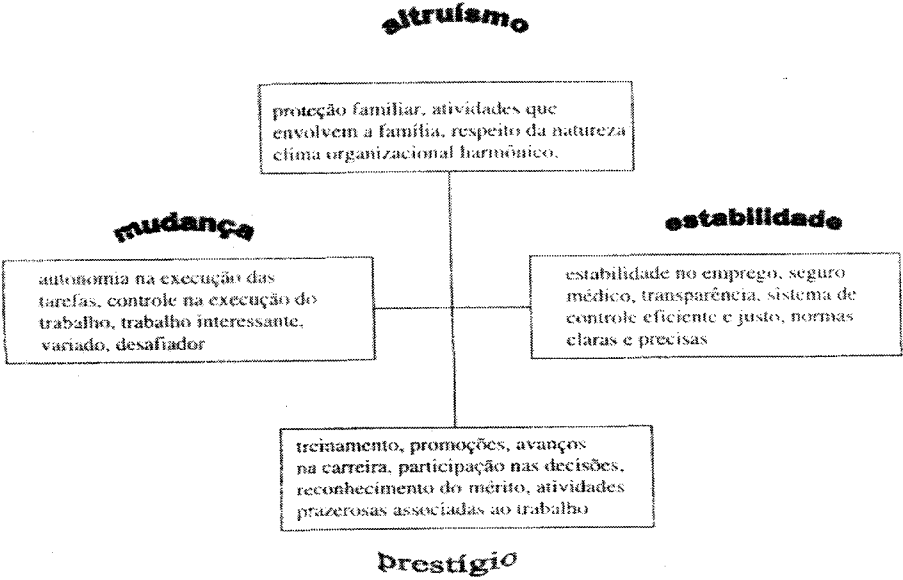 altruísmo
proteção familiar, atividades que
envolvem a família, respeito da natureza
clima organizacional harmônico.
mudança
autonomia na execução das
tarefas, controle na execução do
trabalho, trabalho interessante,
variado, desafiador
estabilidade
estabilidade no emprego, seguro
médico, transparência, sistema de
controle eficiente e justo, normas
claras e precisas
treinamento, promoções, avanços
na carreira, participação nas decisões,
reconhecimento do mérito, atividades
prazerosas associadas ao trabalho
prestígio